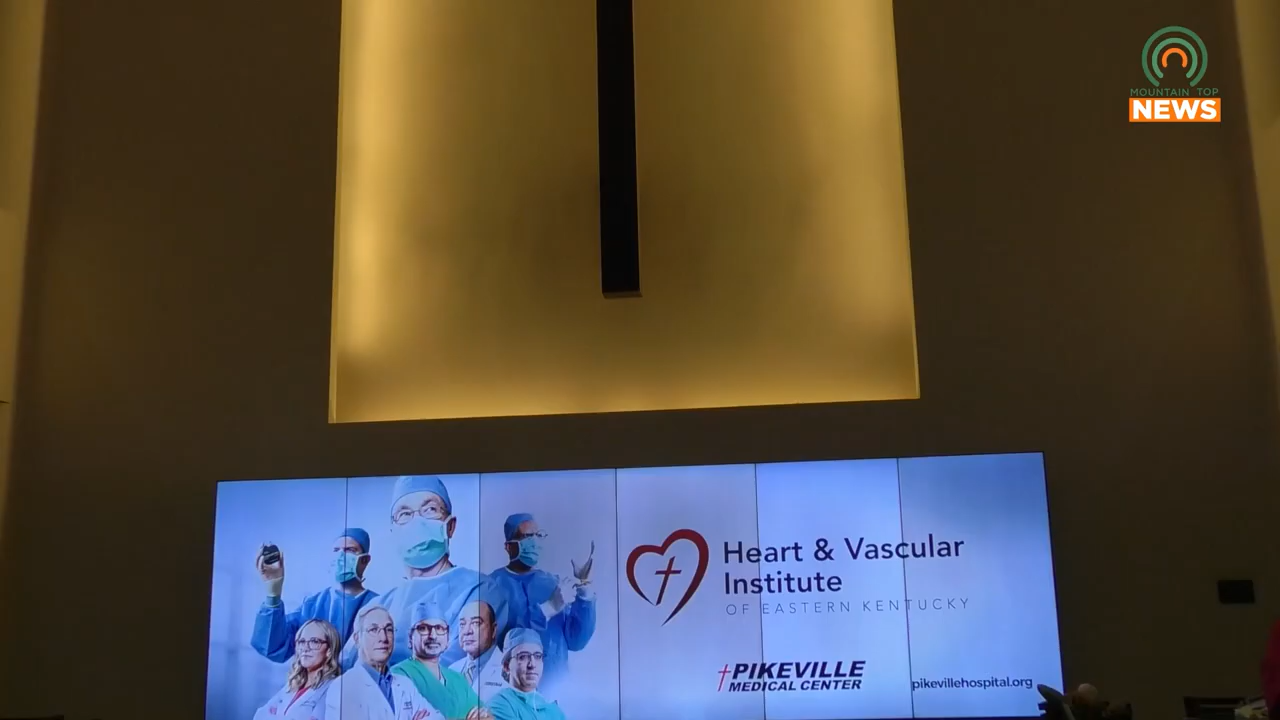 MOUNTAIN TOP
NEWS
Heart & Vascular
Institute
OF EASTERN KENTUCKY
PIKEVILLE
MEDICAL CENTER
pikevillehospital.org